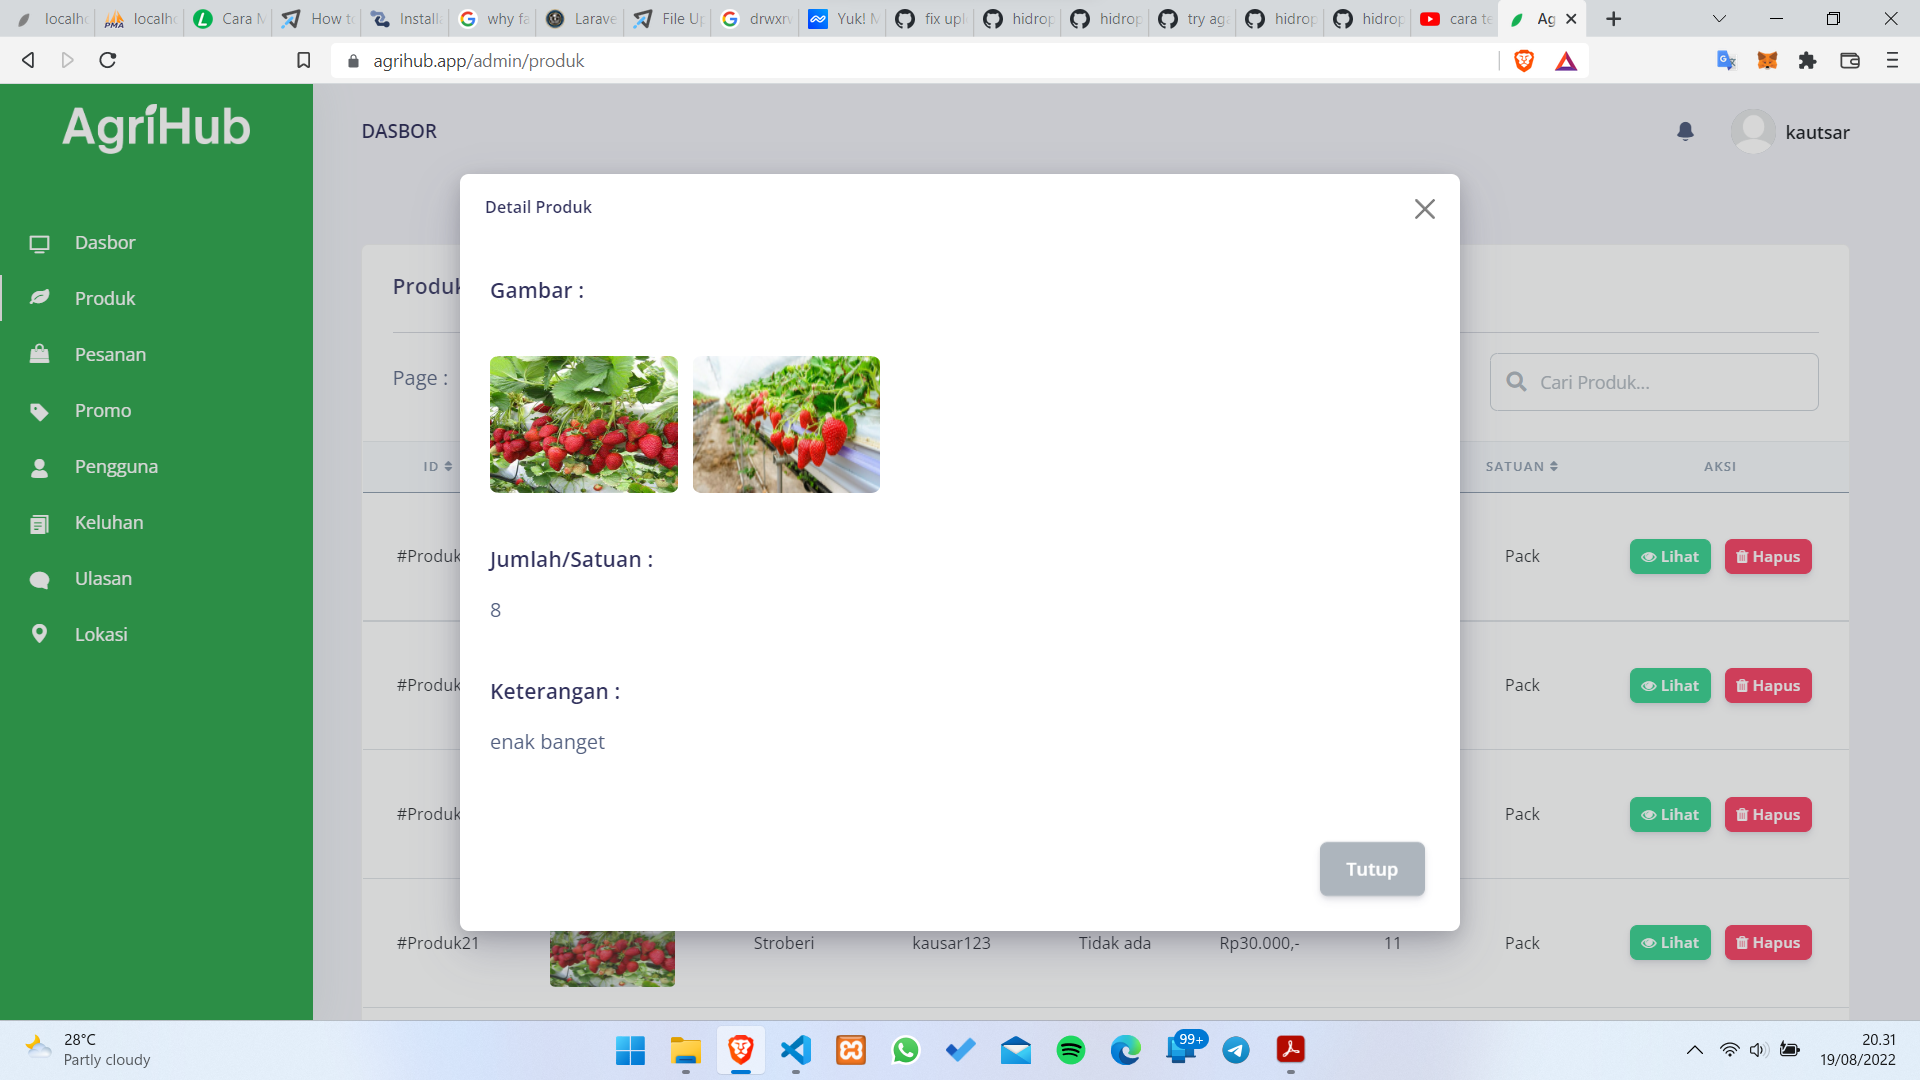 localho
localho
Cara M
How to
Install
why fa
Larave
File Up
drwxrw
Yuk! M
fix upl
hidrop
hidrop
try aga
hidrop
hidrop
cara te
Ag
agrihub.app/admin/produk
AgriHub
DASBOR
kautsar
Dasbor
Produk
Pesanan
Promo
Pengguna
Keluhan
Ulasan
Lokasi
Detail Produk
Gambar :
Jumlah/Satuan :
8
Keterangan :
enak banget
Tutup
Produk
Page :
Cari Produk...
ID SATUAN AKSI
#Produk Pack Lihat Hapus
#Produk Pack Lihat Hapus
#Produk Pack Lihat Hapus
#Produk21 Stroberi kausar123 Tidak ada Rp30.000,- 11 Pack Lihat Hapus
28°C
Partly cloudy
99+
20.31
19/08/2022